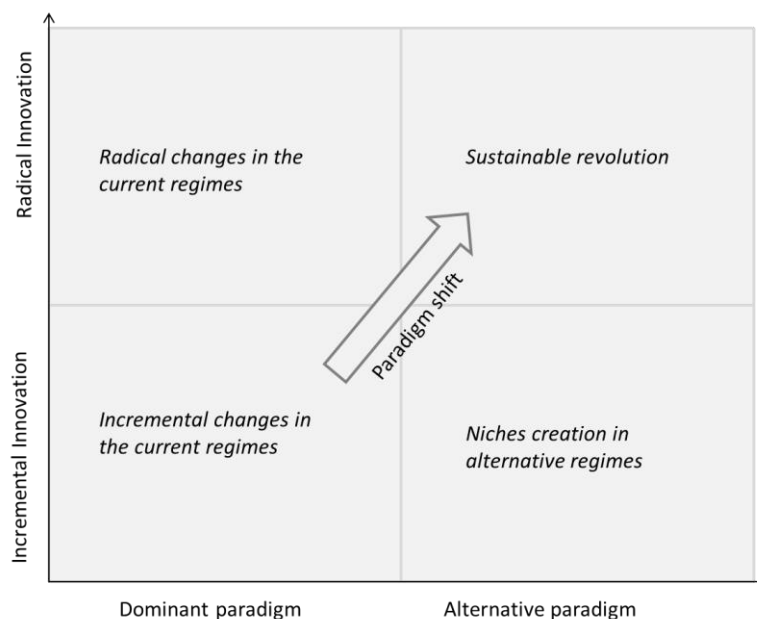 Radical Innovation
Radical changes in the
current regimes
Sustainable revolution
Paradigm shift
Incremental Innovation
Incremental changes in
the current regimes
Niches creation in
alternative regimes
Dominant paradigm
Alternative paradigm